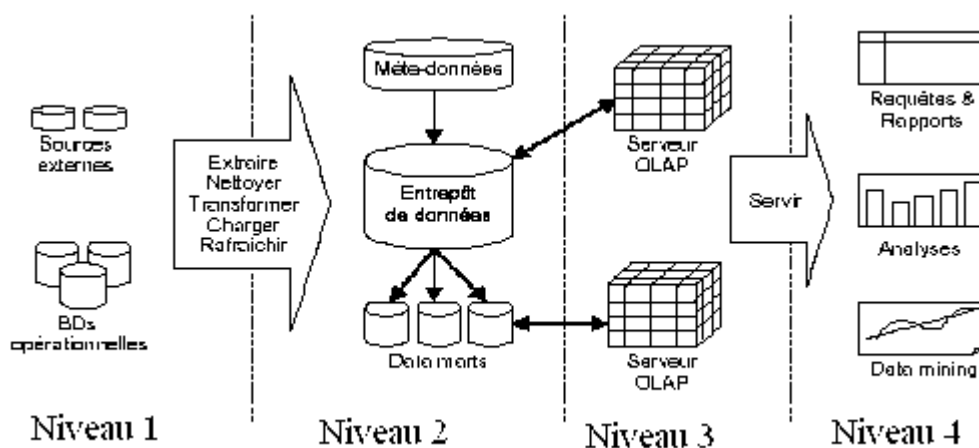 Sources
externes
BDs
opérationnelles
Niveau 1
Extraire
Nettoyer
Transformer
Charger
Rafraichir
Méta-données
Entrepôt
de données
Data marts
Niveau 2
Serveur
OLAP
Serveur
OLAP
Niveau 3
Servir
Requêtes &
Rapports
Analyses
Data mining
Niveau 4